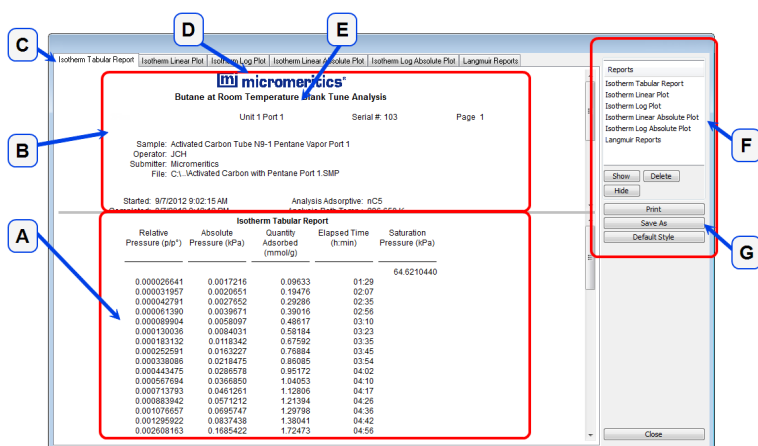 D
E
C
Isotherm Tabular Report Isotherm Linear Plot Isotherm Log Plot Isotherm Linear Absolute Plot Isotherm Log Absolute Plot Langmuir Reports
mi micromeritics®
Butane at Room Temperature Blank Tune Analysis
Unit 1 Port 1 Serial #: 103 Page 1
B
Sample: Activated Carbon Tube N9-1 Pentane Vapor Port 1
Operator: JCH
Submitter: Micromeritics
File: C:\...\Activated Carbon with Pentane Port 1.SMP
Started: 9/7/2012 9:02:15 AM Analysis Adsorptive: nC5
A
Isotherm Tabular Report
Relative Absolute Quantity Elapsed Time Saturation
Pressure (p/p°) Pressure (kPa) Adsorbed (h:min) Pressure (kPa)
(mmol/g)
64.6210440
0.000026641 0.0017216 0.09633 01:29
0.000031957 0.0020651 0.19476 02:07
0.000042791 0.0027652 0.29286 02:35
0.000061390 0.0039671 0.39016 02:56
0.000089904 0.0058097 0.48617 03:10
0.000130036 0.0084031 0.58184 03:23
0.000183132 0.0118342 0.67592 03:35
0.000252591 0.0163227 0.76884 03:45
0.000338086 0.0218475 0.86085 03:54
0.000443475 0.0286578 0.95172 04:02
0.000567694 0.0366850 1.04053 04:10
0.000713793 0.0461261 1.12806 04:17
0.000883942 0.0571212 1.21394 04:26
0.001076657 0.0695747 1.29798 04:36
0.001295922 0.0837438 1.38041 04:42
0.002608163 0.1685422 1.72473 04:56
Reports
Isotherm Tabular Report
Isotherm Linear Plot
Isotherm Log Plot
Isotherm Linear Absolute Plot
Isotherm Log Absolute Plot
Langmuir Reports
F
Show Delete
Hide
Print
Save As
Default Style
G
Close